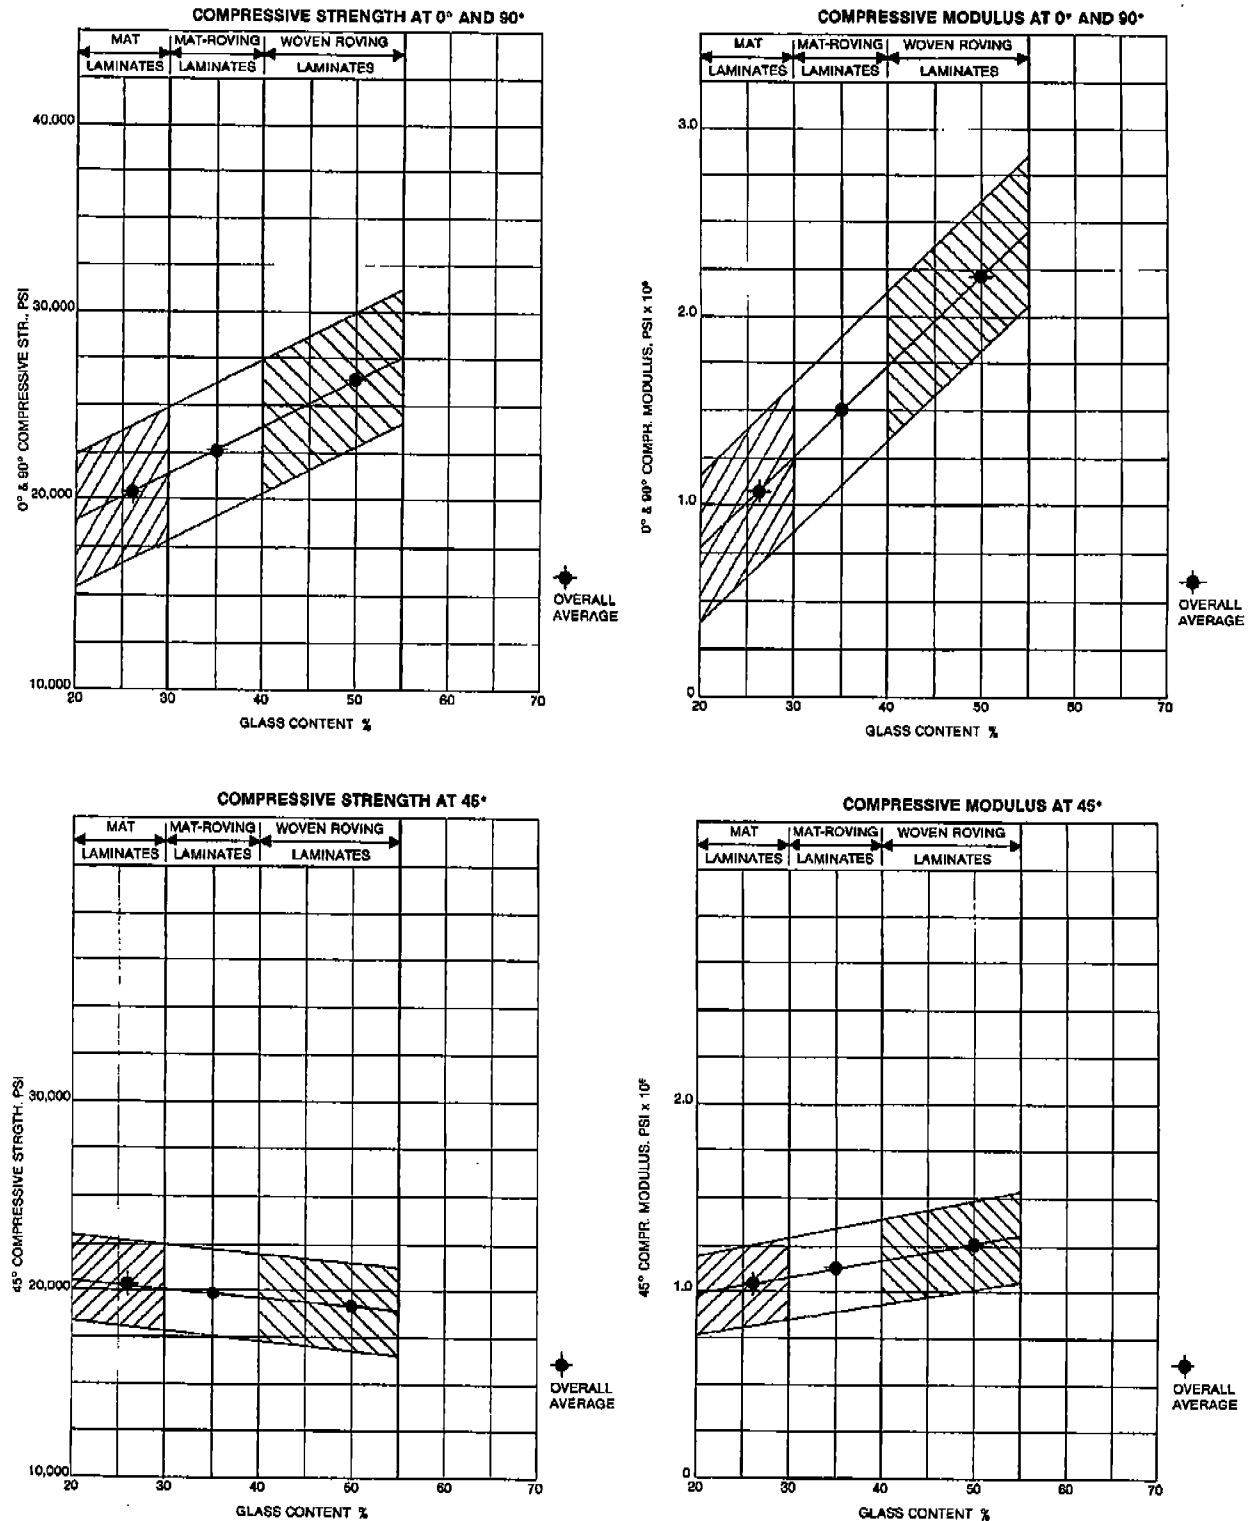 COMPRESSIVE STRENGTH AT 0° AND 90°
MAT
MAT-ROVING
WOVEN ROVING
LAMINATES
LAMINATES
LAMINATES
40.000
30,000
20,000
10,000
0° & 90° COMPRESSIVE STR., PSI
20
30
40
50
60
70
GLASS CONTENT %
OVERALL
AVERAGE
COMPRESSIVE MODULUS AT 0° AND 90°
MAT
MAT-ROVING
WOVEN ROVING
LAMINATES
LAMINATES
LAMINATES
3.0
2.0
1.0
0
0° & 90° COMPR. MODULUS, PSI x 10⁶
20
30
40
50
60
70
GLASS CONTENT %
OVERALL
AVERAGE
COMPRESSIVE STRENGTH AT 45°
MAT
MAT-ROVING
WOVEN ROVING
LAMINATES
LAMINATES
LAMINATES
30,000
20,000
10,000
45° COMPRESSIVE STRGTH. PSI
20
30
40
50
60
70
GLASS CONTENT %
OVERALL
AVERAGE
COMPRESSIVE MODULUS AT 45°
MAT
MAT-ROVING
WOVEN ROVING
LAMINATES
LAMINATES
LAMINATES
2.0
1.0
0
45° COMPR. MODULUS. PSI x 10⁶
20
30
40
50
60
70
GLASS CONTENT %
OVERALL
AVERAGE